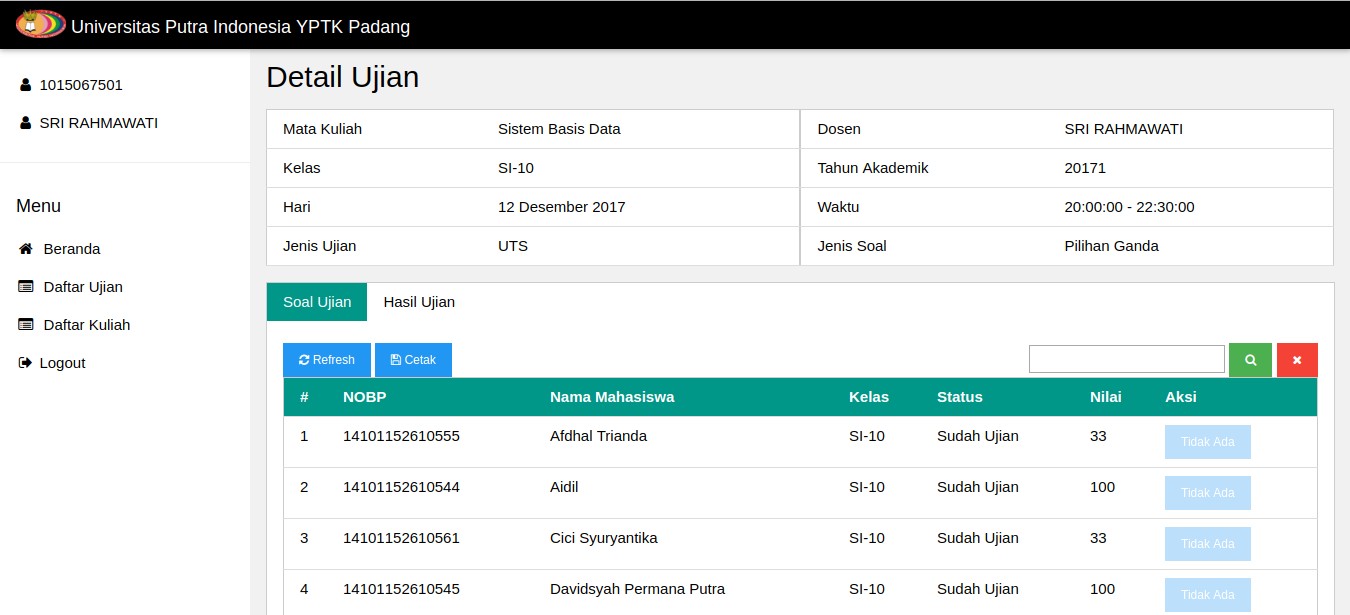 Universitas Putra Indonesia YPTK Padang
1015067501
SRI RAHMAWATI
Menu
Beranda
Daftar Ujian
Daftar Kuliah
Logout
Detail Ujian
Mata Kuliah Sistem Basis Data Dosen SRI RAHMAWATI
Kelas SI-10 Tahun Akademik 20171
Hari 12 Desember 2017 Waktu 20:00:00 - 22:30:00
Jenis Ujian UTS Jenis Soal Pilihan Ganda
Soal Ujian Hasil Ujian
Refresh Cetak
# NOBP Nama Mahasiswa Kelas Status Nilai Aksi
1 14101152610555 Afdhal Trianda SI-10 Sudah Ujian 33 Tidak Ada
2 14101152610544 Aidil SI-10 Sudah Ujian 100 Tidak Ada
3 14101152610561 Cici Syuryantika SI-10 Sudah Ujian 33 Tidak Ada
4 14101152610545 Davidsyah Permana Putra SI-10 Sudah Ujian 100 Tidak Ada